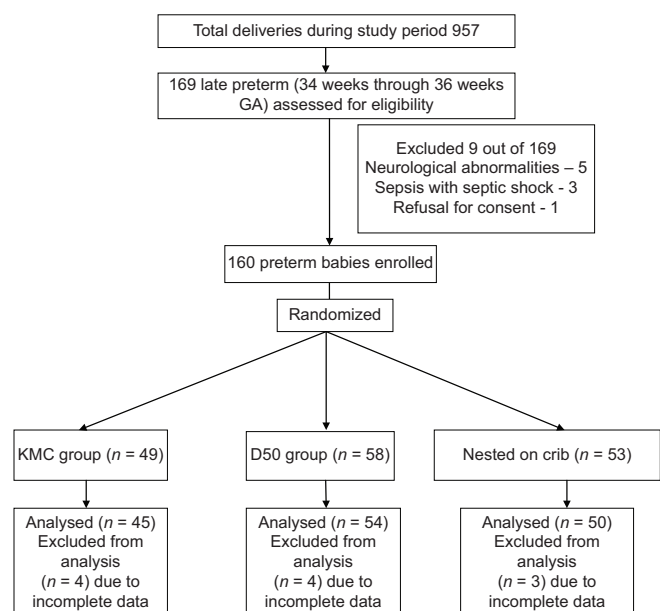 Total deliveries during study period 957
169 late preterm (34 weeks through 36 weeks
GA) assessed for eligibility
Excluded 9 out of 169
Neurological abnormalities – 5
Sepsis with septic shock - 3
Refusal for consent - 1
160 preterm babies enrolled
Randomized
KMC group (n = 49)
D50 group (n = 58)
Nested on crib (n = 53)
Analysed (n = 45)
Excluded from
analysis
(n = 4) due to
incomplete data
Analysed (n = 54)
Excluded from
analysis
(n = 4) due to
incomplete data
Analysed (n = 50)
Excluded from
analysis
(n = 3) due to
incomplete data